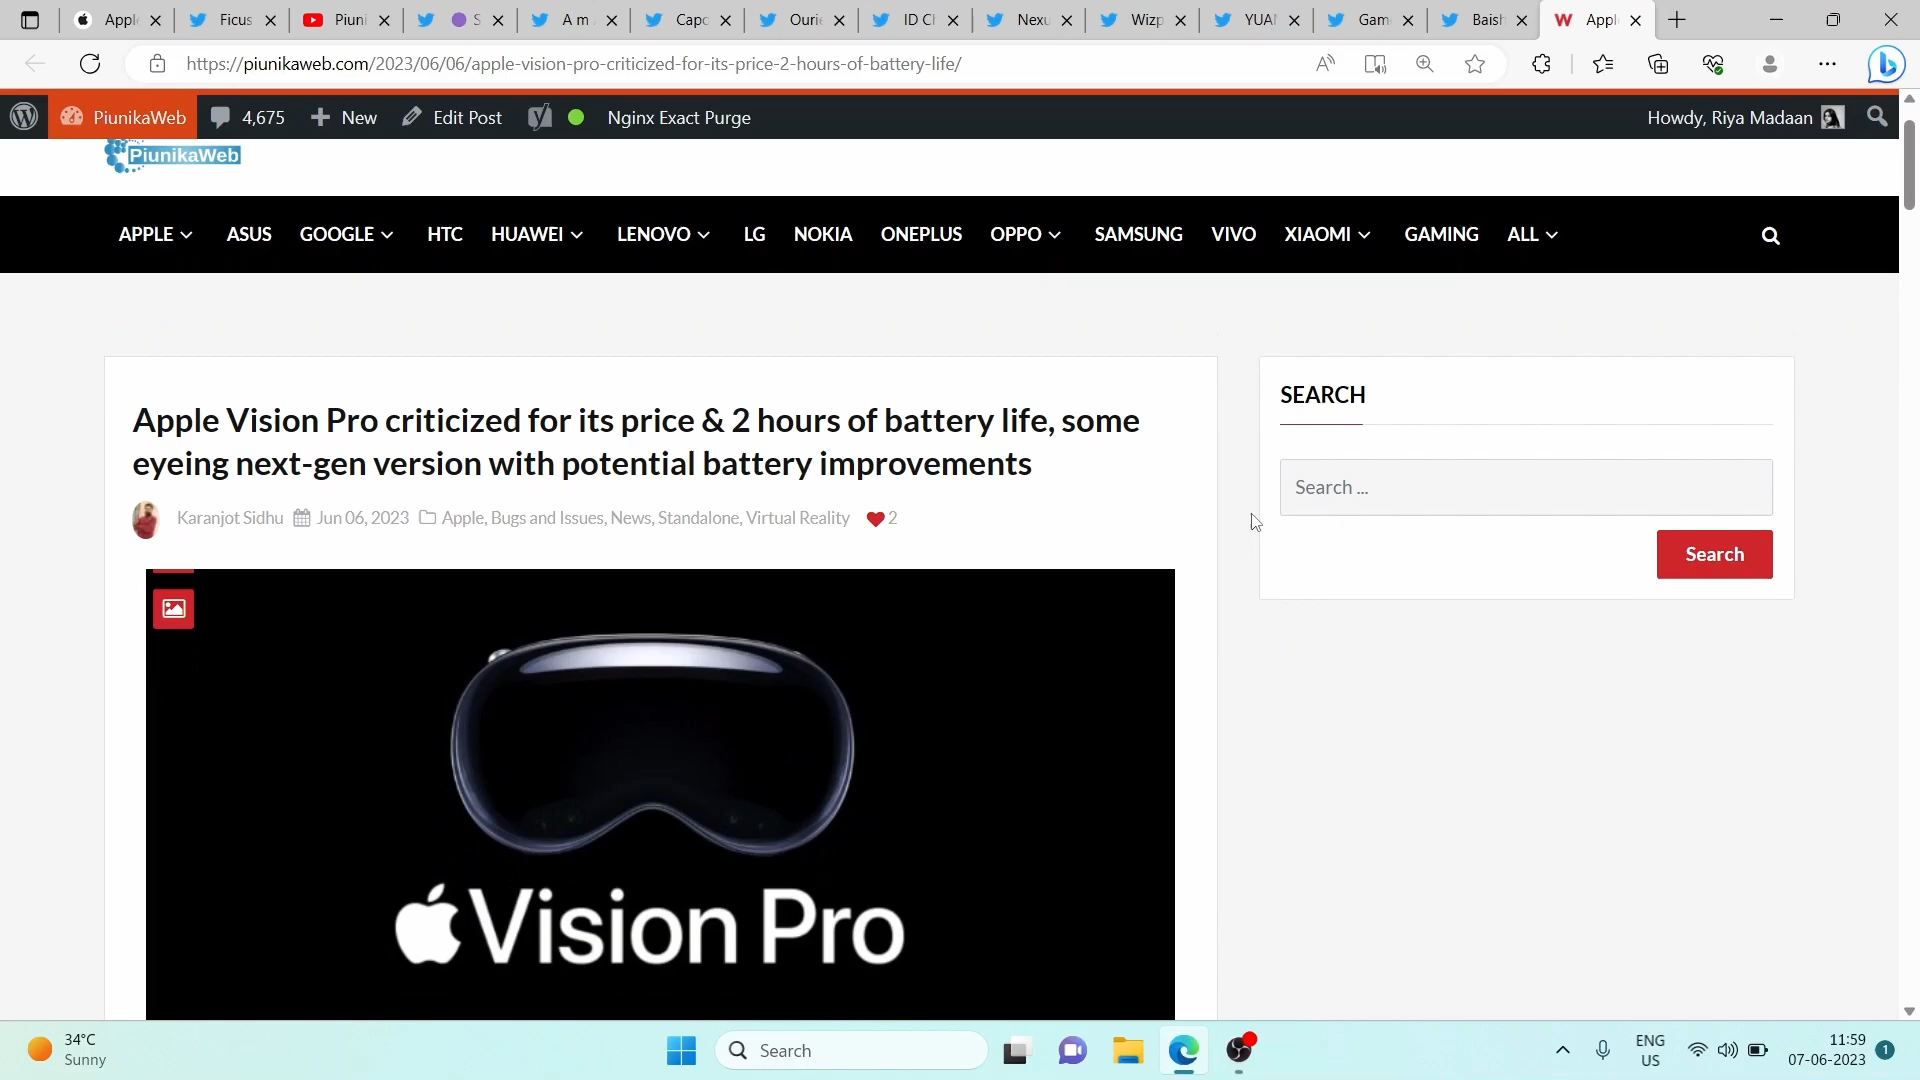 Appl
Ficus
Piuni
S
A m
Capc
Ourie
ID Cl
Nexu
Wizp
YUAN
Gam
Baish
Appl
https://piunikaweb.com/2023/06/06/apple-vision-pro-criticized-for-its-price-2-hours-of-battery-life/
PiunikaWeb 4,675 New Edit Post Nginx Exact Purge Howdy, Riya Madaan
PiunikaWeb
APPLE ASUS GOOGLE HTC HUAWEI LENOVO LG NOKIA ONEPLUS OPPO SAMSUNG VIVO XIAOMI GAMING ALL
Apple Vision Pro criticized for its price & 2 hours of battery life, some
eyeing next-gen version with potential battery improvements
Karanjot Sidhu Jun 06, 2023 Apple, Bugs and Issues, News, Standalone, Virtual Reality 2
Vision Pro
SEARCH
Search ...
Search
34°C
Sunny
Search
ENG
US
11:59
07-06-2023
1